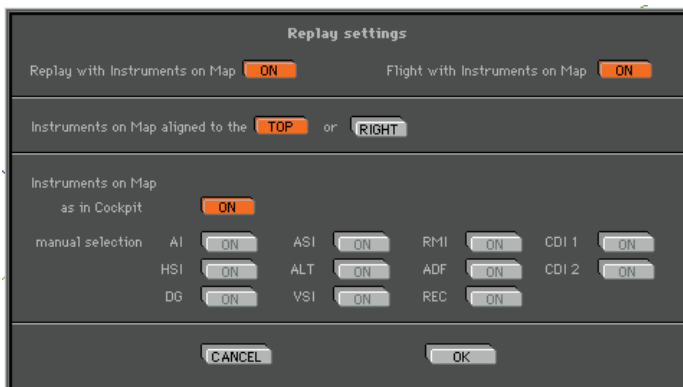 Replay settings
Replay with Instruments on Map ON Flight with Instruments on Map ON
Instruments on Map aligned to the TOP or RIGHT
Instruments on Map
as in Cockpit ON
manual selection AI ON ASI ON RMI ON CDI 1 ON
HSI ON ALT ON ADF ON CDI 2 ON
DG ON VSI ON REC ON
CANCEL OK